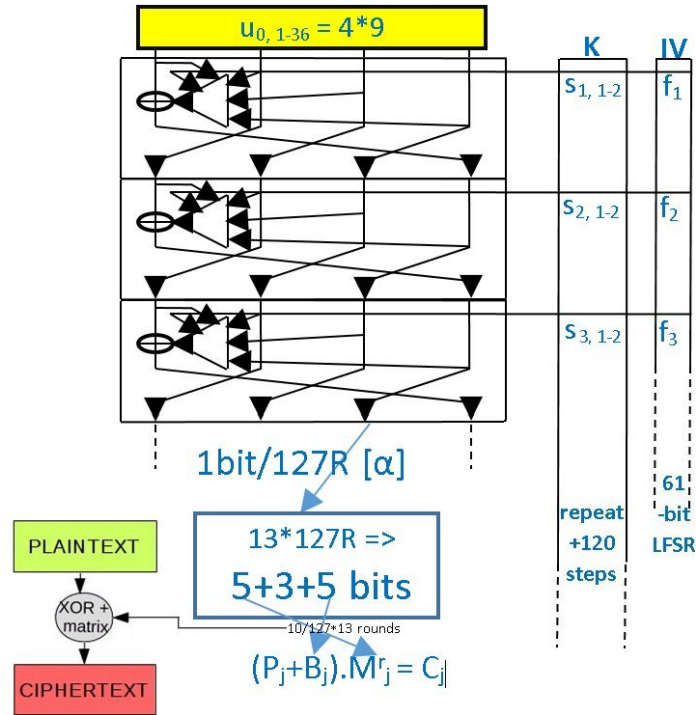 u0, 1-36 = 4*9
K
IV
s1, 1-2
f1
s2, 1-2
f2
s3, 1-2
f3
1bit/127R [α]
61
-bit
LFSR
repeat
+120
steps
13*127R =>
5+3+5 bits
PLAINTEXT
XOR +
matrix
10/127*13 rounds
(Pj+Bj).Mrj = Cj
CIPHERTEXT